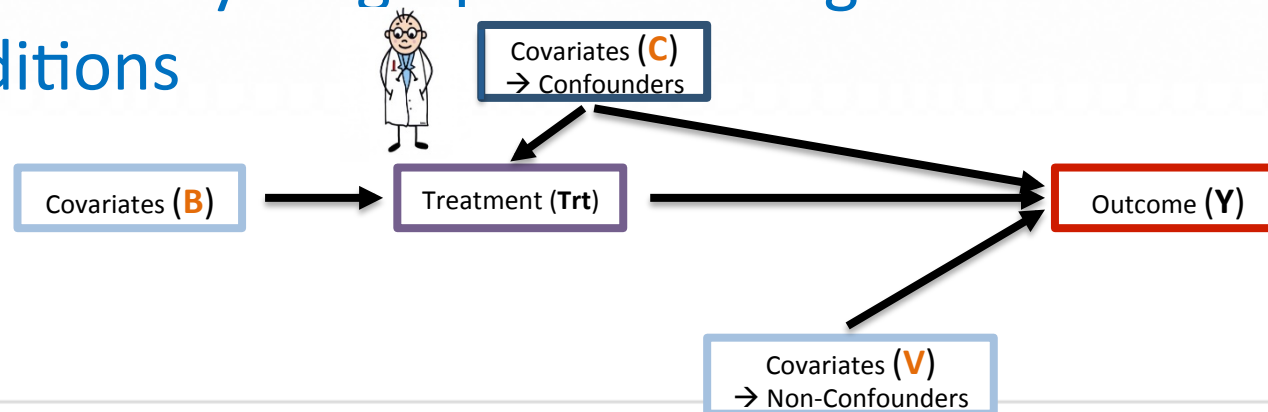 ditions
Covariates (C)
→ Confounders
Covariates (B)
Treatment (Trt)
Outcome (Y)
Covariates (V)
→ Non-Confounders